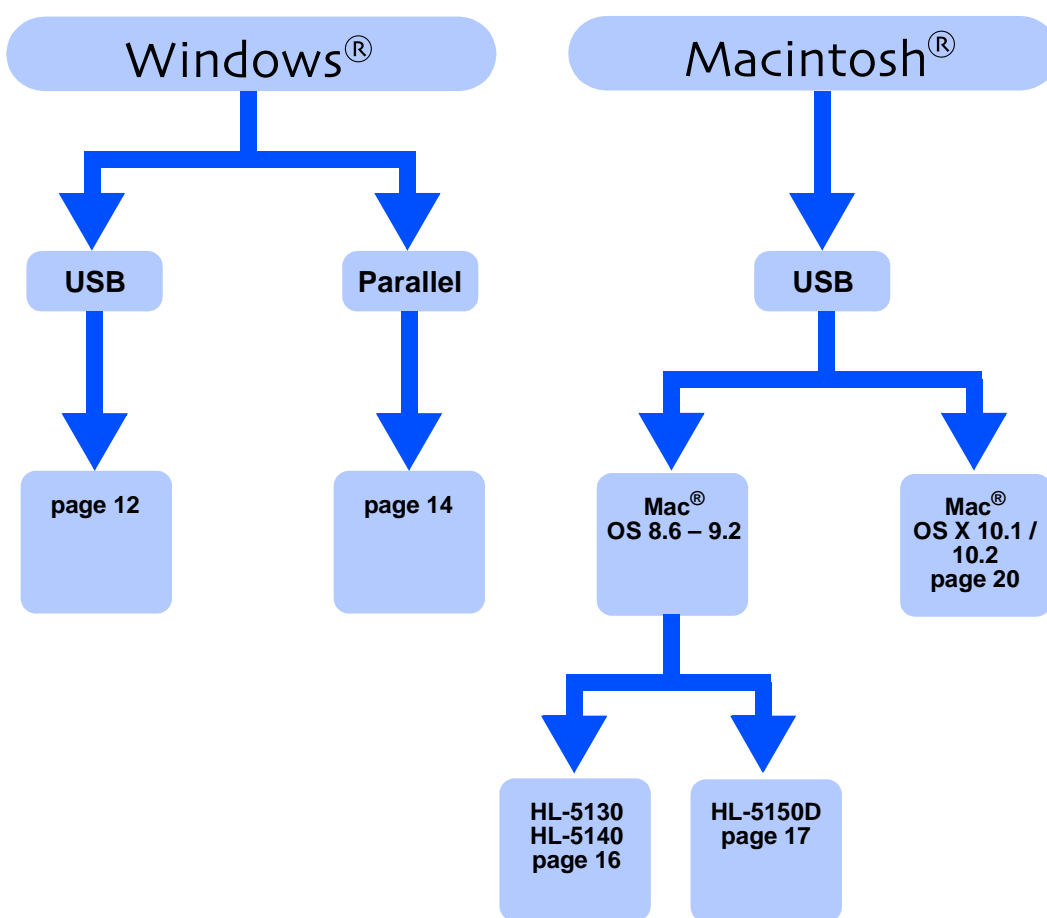 Windows®
Macintosh®
USB
Parallel
USB
page 12
page 14
Mac®
OS 8.6 – 9.2
Mac®
OS X 10.1 /
10.2
page 20
HL-5130
HL-5140
page 16
HL-5150D
page 17